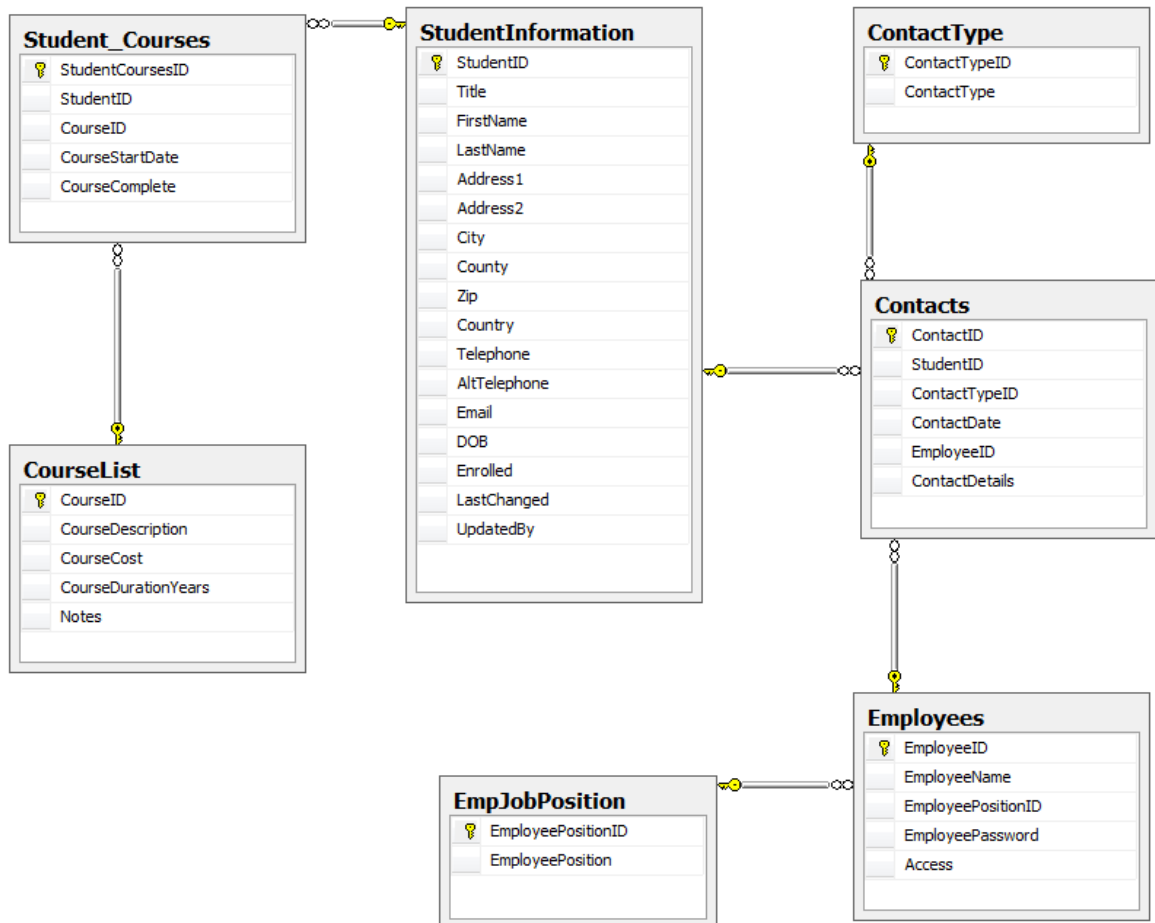 Student_Courses
StudentCoursesID
StudentID
CourseID
CourseStartDate
CourseComplete
StudentInformation
StudentID
Title
FirstName
LastName
Address1
Address2
City
County
Zip
Country
Telephone
AltTelephone
Email
DOB
Enrolled
LastChanged
UpdatedBy
ContactType
ContactTypeID
ContactType
Contacts
ContactID
StudentID
ContactTypeID
ContactDate
EmployeeID
ContactDetails
CourseList
CourseID
CourseDescription
CourseCost
CourseDurationYears
Notes
EmpJobPosition
EmployeePositionID
EmployeePosition
Employees
EmployeeID
EmployeeName
EmployeePositionID
EmployeePassword
Access